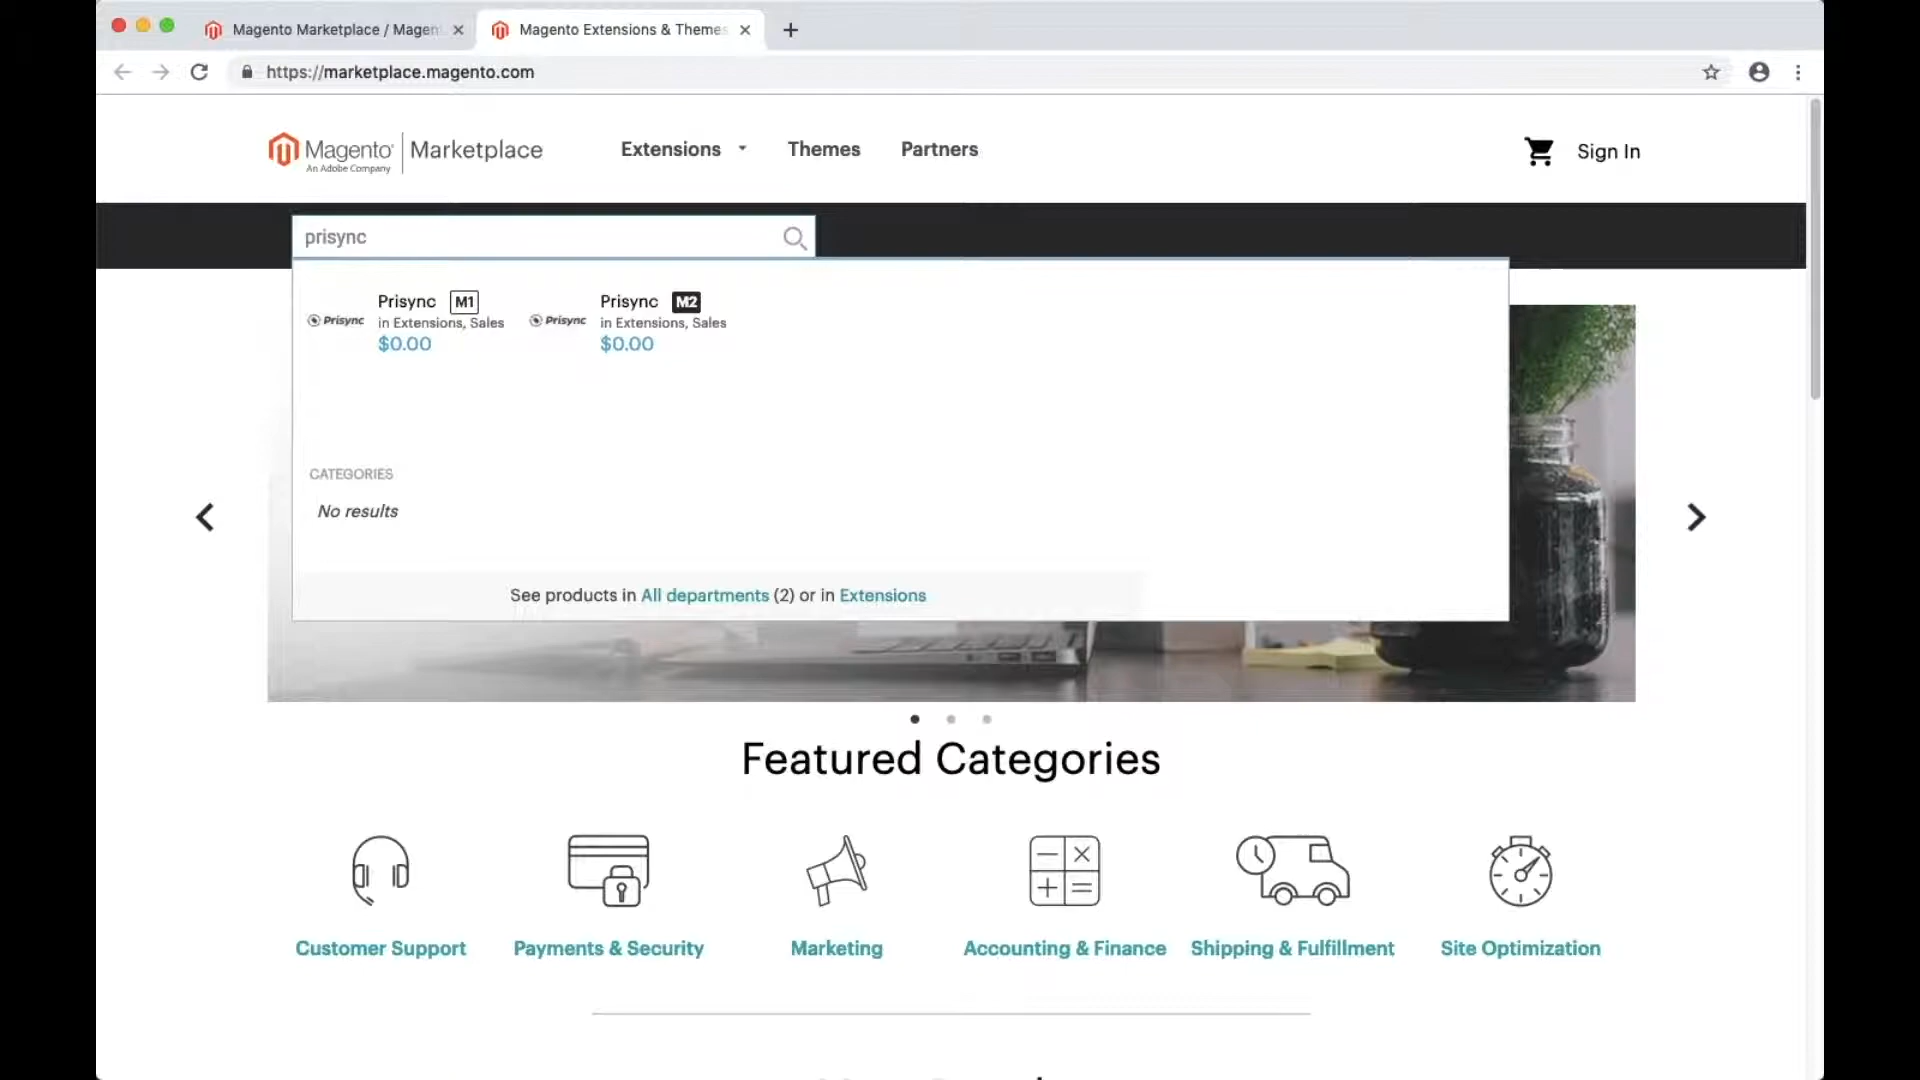 Magento Marketplace / Magen
Magento Extensions & Themes
https://marketplace.magento.com
Magento
An Adobe Company
Marketplace
Extensions
Themes
Partners
Sign In
prisync
Prisync M1
in Extensions, Sales
$0.00
Prisync
Prisync M2
in Extensions, Sales
$0.00
Prisync
CATEGORIES
No results
See products in All departments (2) or in Extensions
Featured Categories
Customer Support
Payments & Security
Marketing
Accounting & Finance
Shipping & Fulfillment
Site Optimization